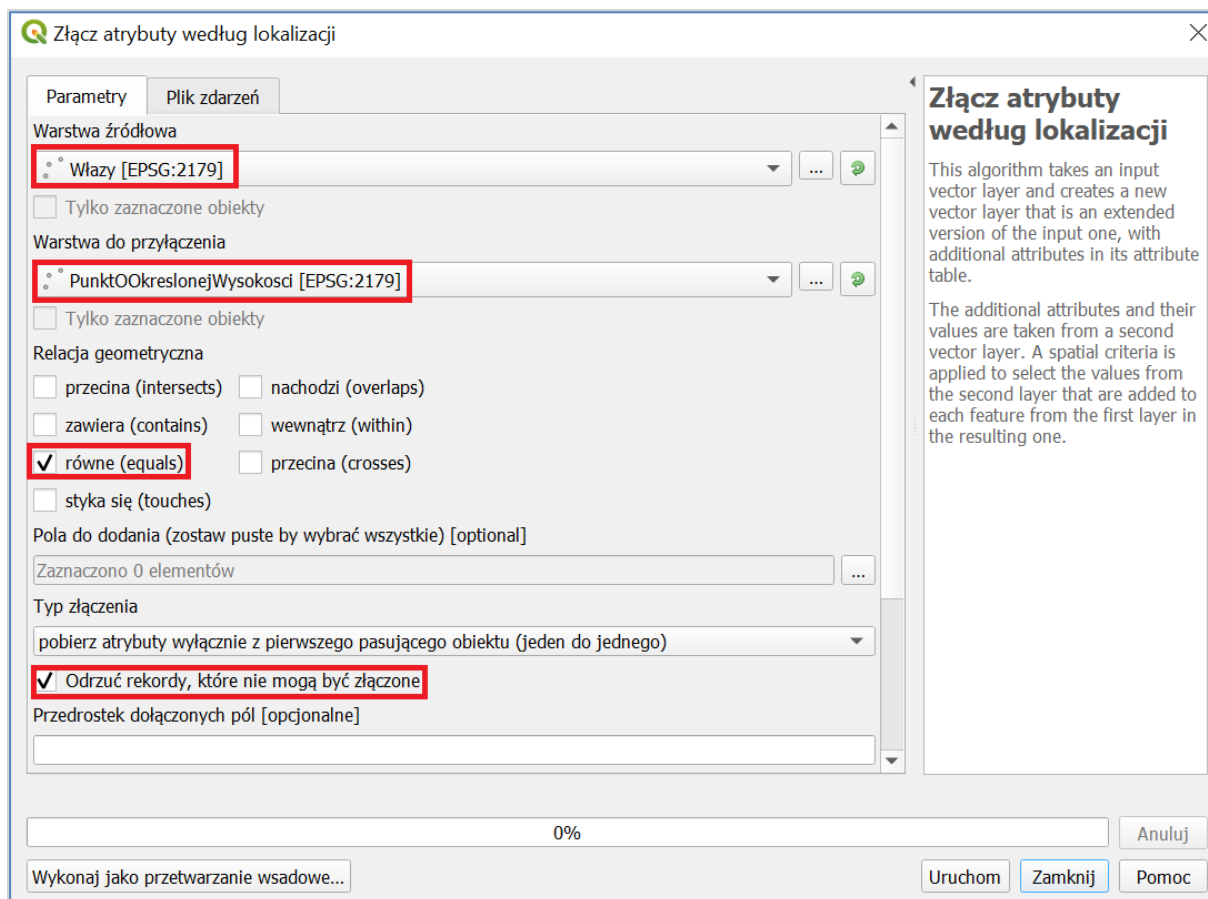 Złącz atrybuty według lokalizacji
Parametry
Plik zdarzeń
Warstwa źródłowa
Włazy [EPSG:2179]
...
Tylko zaznaczone obiekty
Warstwa do przyłączenia
PunktOOkreslonejWysokosci [EPSG:2179]
...
Tylko zaznaczone obiekty
Relacja geometryczna
przecina (intersects)
nachodzi (overlaps)
zawiera (contains)
wewnątrz (within)
równe (equals)
przecina (crosses)
styka się (touches)
Pola do dodania (zostaw puste by wybrać wszystkie) [optional]
Zaznaczono 0 elementów
...
Typ złączenia
pobierz atrybuty wyłącznie z pierwszego pasującego obiektu (jeden do jednego)
Odrzuć rekordy, które nie mogą być złączone
Przedrostek dołączonych pól [opcjonalne]
Złącz atrybuty
według lokalizacji
This algorithm takes an input
vector layer and creates a new
vector layer that is an extended
version of the input one, with
additional attributes in its attribute
table.
The additional attributes and their
values are taken from a second
vector layer. A spatial criteria is
applied to select the values from
the second layer that are added to
each feature from the first layer in
the resulting one.
0%
Anuluj
Wykonaj jako przetwarzanie wsadowe...
Uruchom
Zamknij
Pomoc